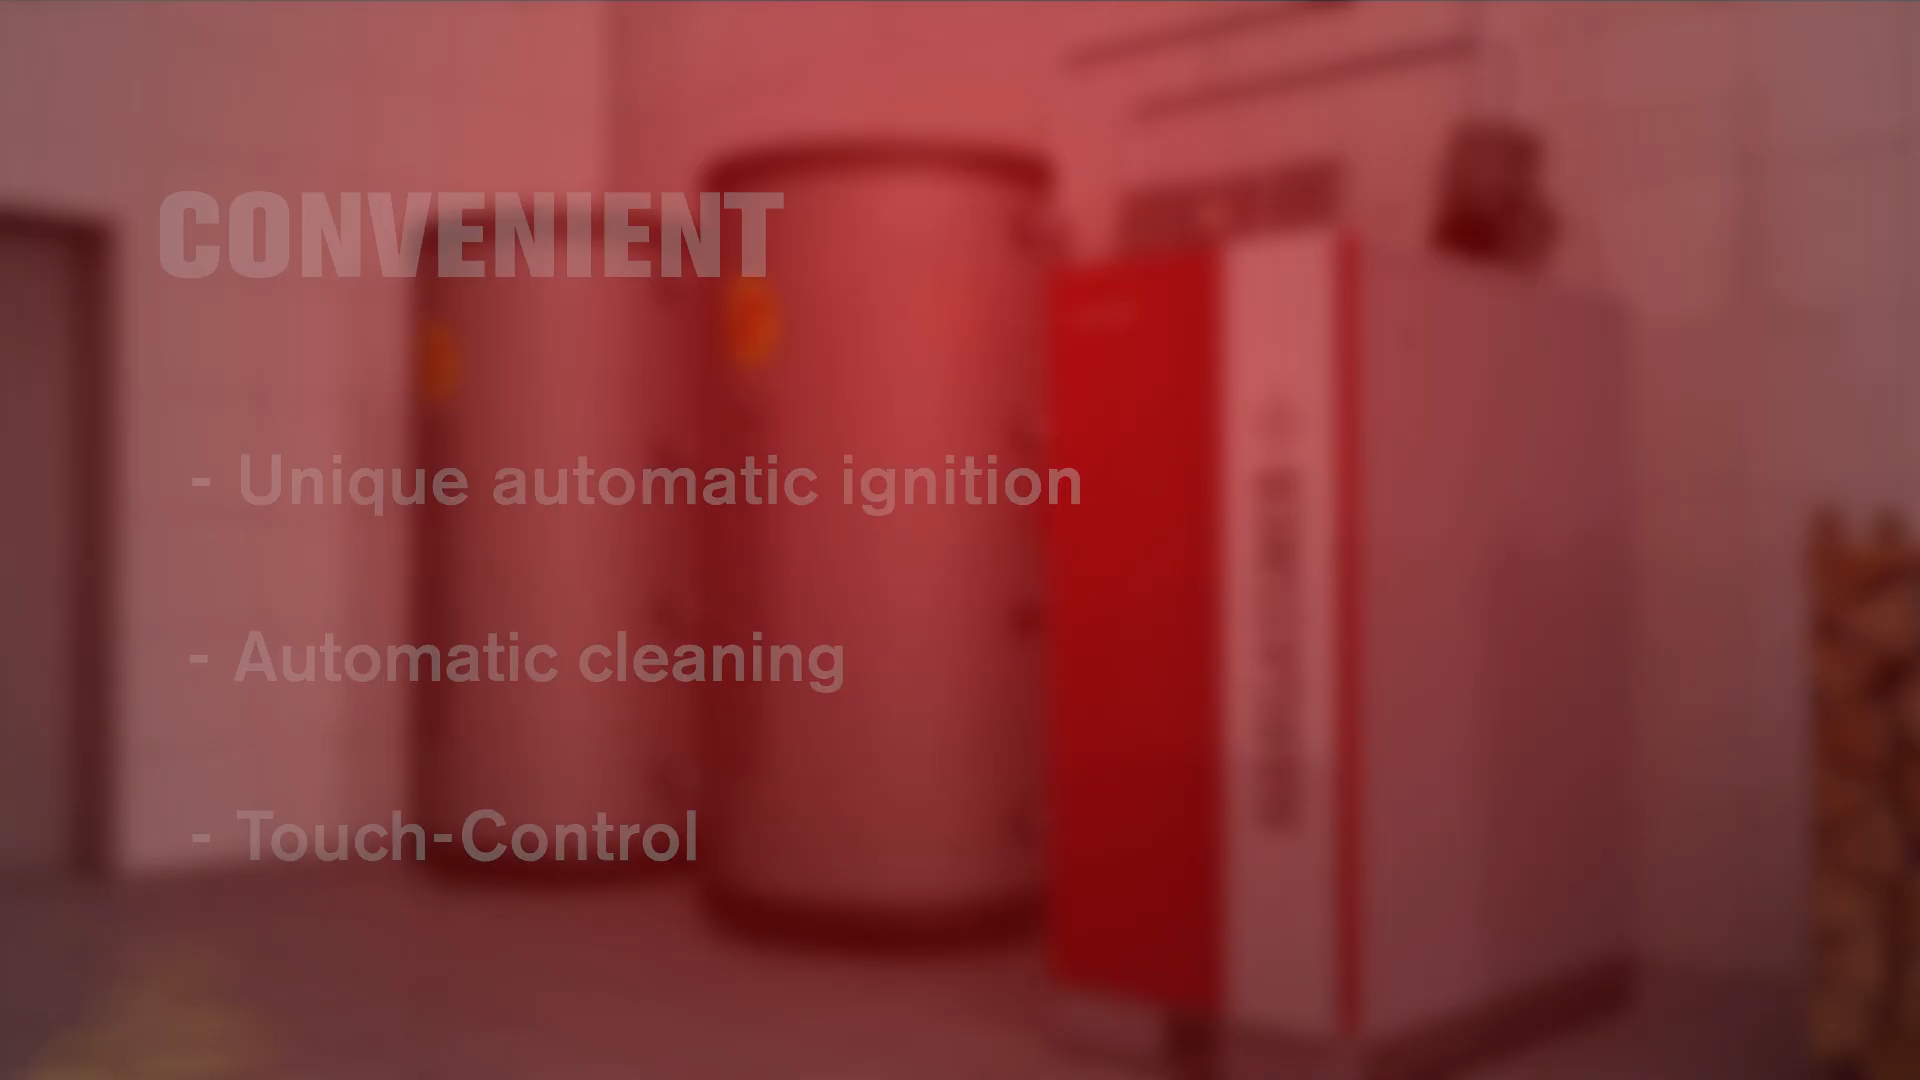 CONVENIENT
- Unique automatic ignition
- Automatic cleaning
- Touch-Control